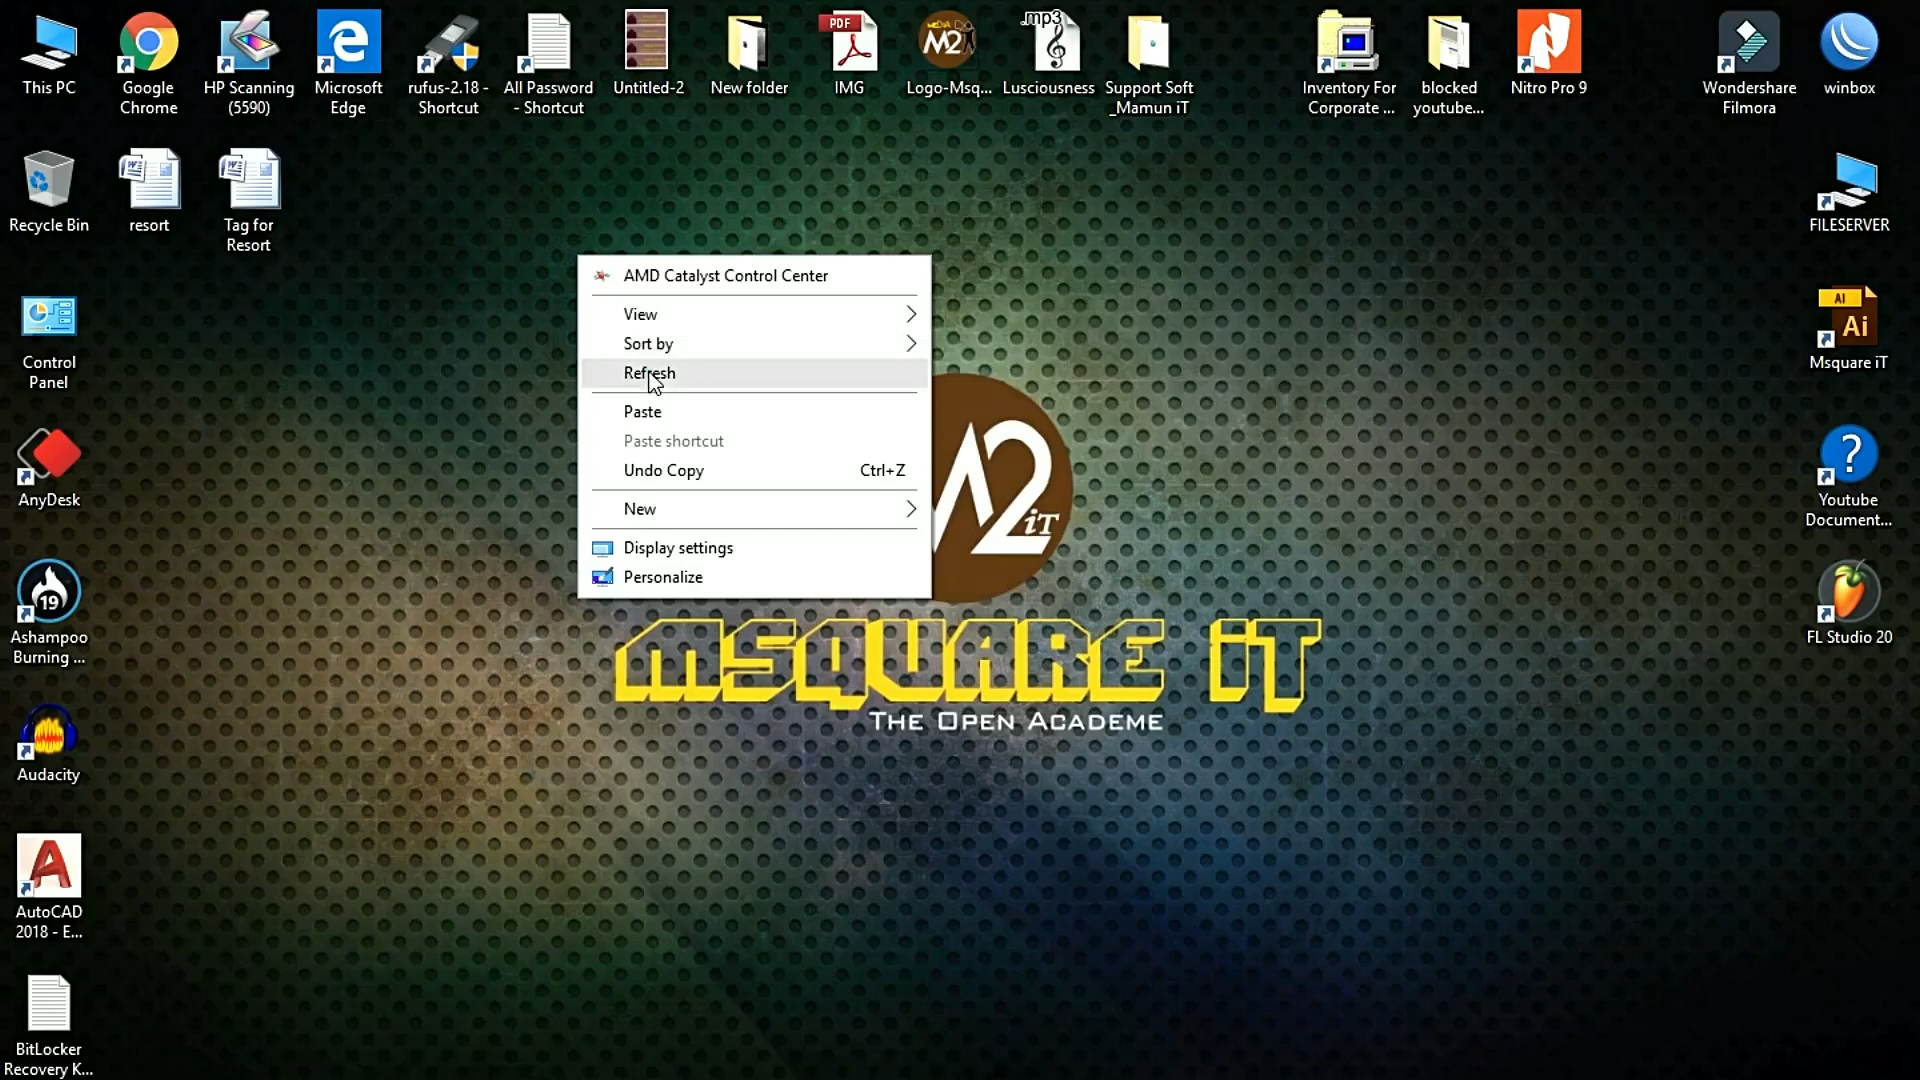 This PC
Google
Chrome
HP Scanning
(5590)
Microsoft
Edge
rufus-2.18 -
Shortcut
All Password
- Shortcut
Untitled-2
New folder
PDF
IMG
MEDIA
M2
Logo-Msq...
.mp3
Lusciousness
Support Soft
_Mamun iT
Inventory For
Corporate ...
blocked
youtube...
Nitro Pro 9
Wondershare
Filmora
winbox
Recycle Bin
resort
Tag for
Resort
FILESERVER
AMD Catalyst Control Center
View
Sort by
Refresh
Paste
Paste shortcut
Undo Copy Ctrl+Z
New
Display settings
Personalize
Control
Panel
AI
Ai
Msquare iT
AnyDesk
?
Youtube
Document...
2iT
19
Ashampoo
Burning ...
FL Studio 20
MSQUARE iT
THE OPEN ACADEME
Audacity
A
AutoCAD
2018 - E...
BitLocker
Recovery K...